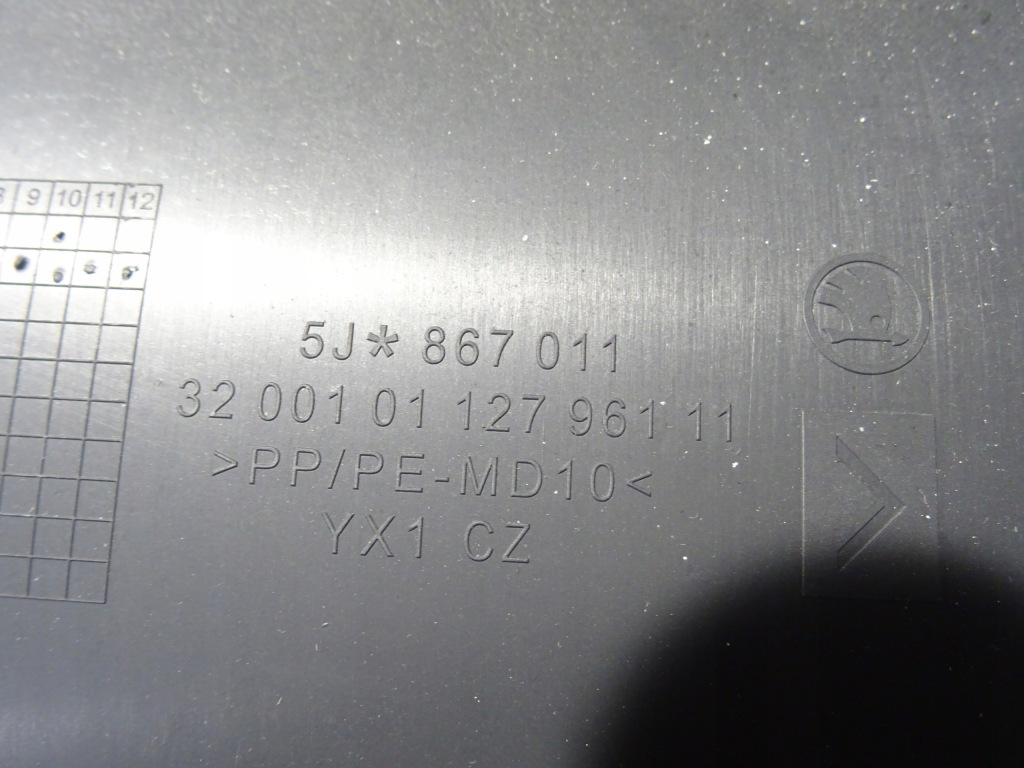 9 10 11 12
5J* 867 011
32 001 01 127 961 11
>PP/PE-MD10<
YX1 CZ